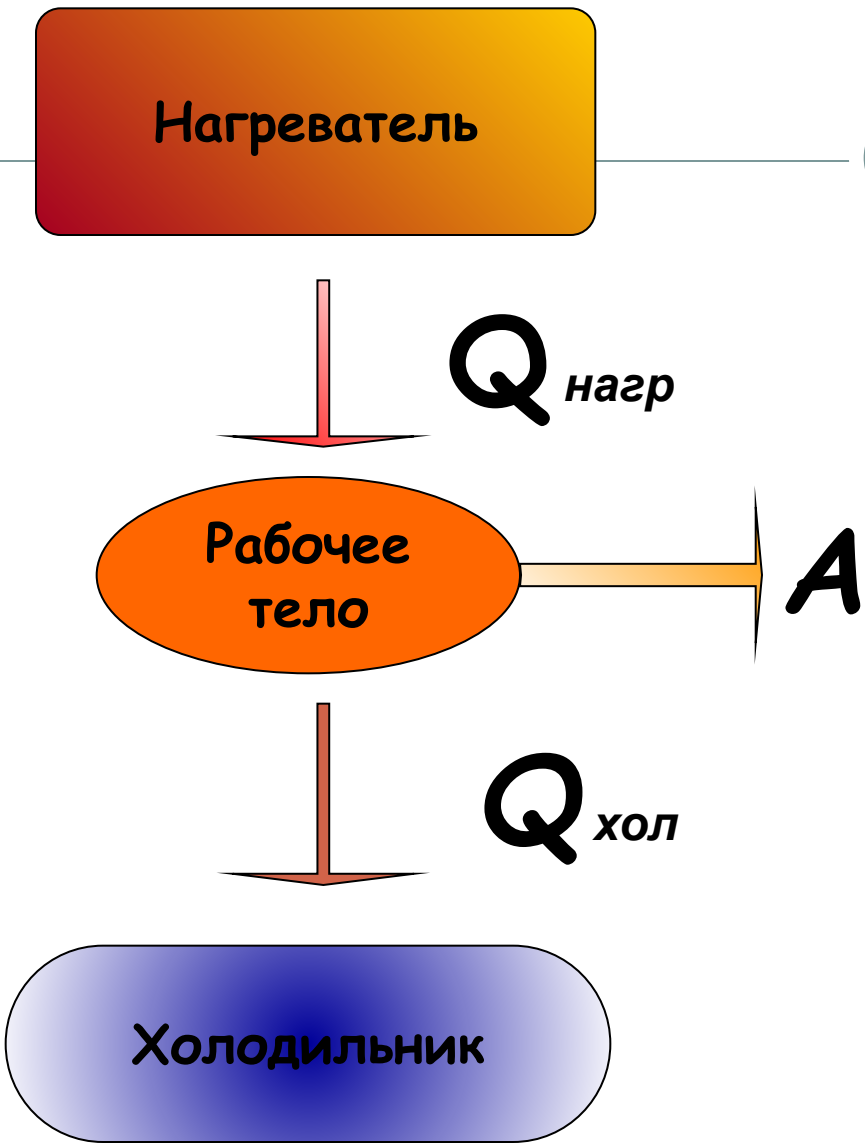 Нагреватель
Q нагр
Рабочее
тело
A
Q хол
Холодильник